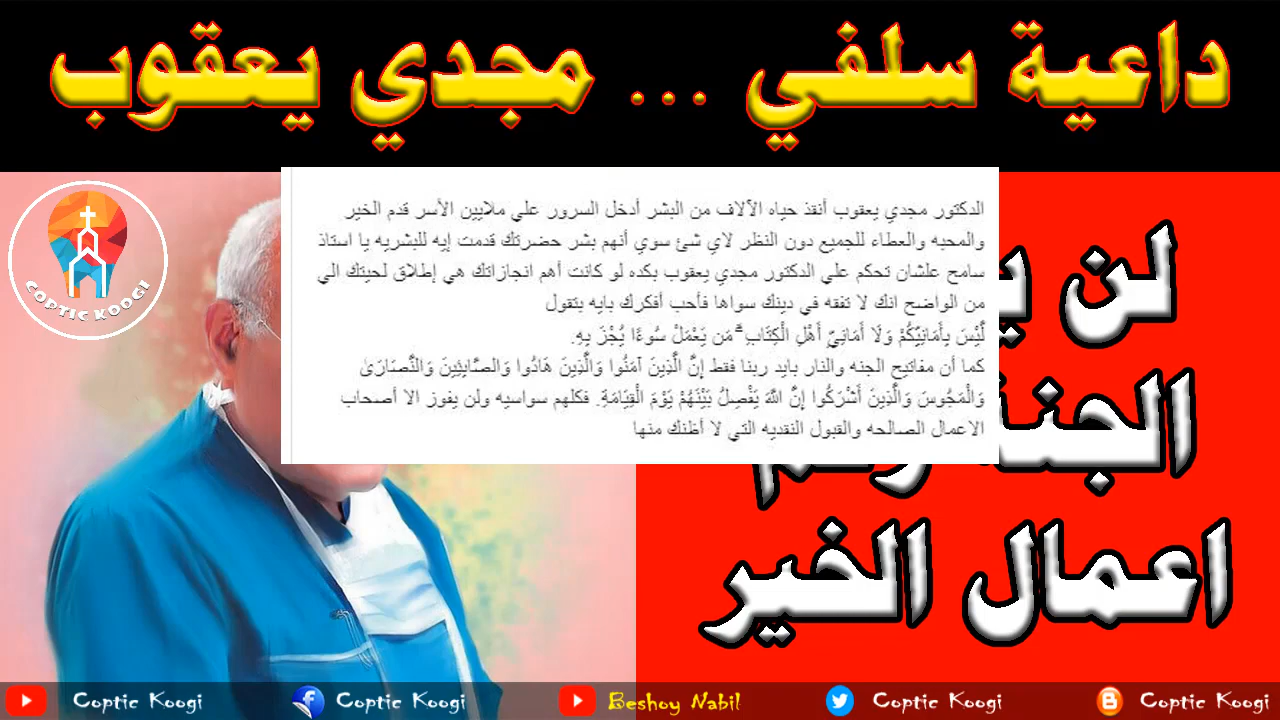 داعية سلفي ... مجدي يعقوب
COPTIC KOOGI
الدكتور مجدي يعقوب أنقذ حياه الآلاف من البشر أدخل السرور علي ملايين الأسر قدم الخير
والمحبه والعطاء للجميع دون النظر لاي شئ سوي أنهم بشر حضرتك قدمت إيه للبشريه يا استاذ
سامح علشان تحكم علي الدكتور مجدي يعقوب بكده لو كانت أهم انجازاتك هي إطلاق لحيتك الي
من الواضح انك لا تفقه في دينك سواها فأحب أفكرك بايه يتقول
لَّيْسَ بِأَمَانِيِّكُمْ وَلَا أَمَانِيِّ أَهْلِ الْكِتَابِ ۗ مَن يَعْمَلْ سُوءًا يُجْزَ بِهِ.
كما أن مفاتيح الجنه والنار بايد ربنا فقط إِنَّ الَّذِينَ آمَنُوا وَالَّذِينَ هَادُوا وَالصَّابِئِينَ وَالنَّصَارَىٰ
وَالْمَجُوسَ وَالَّذِينَ أَشْرَكُوا إِنَّ اللَّهَ يَفْصِلُ بَيْنَهُمْ يَوْمَ الْقِيَامَةِ. فكلهم سواسيه ولن يفوز الا أصحاب
الاعمال الصالحه والقبول النقديه التي لا أظنك منها
لن
الجنة
اعمال الخير
Coptic Koogi
Coptic Koogi
Beshoy Nabil
Coptic Koogi
Coptic Koogi